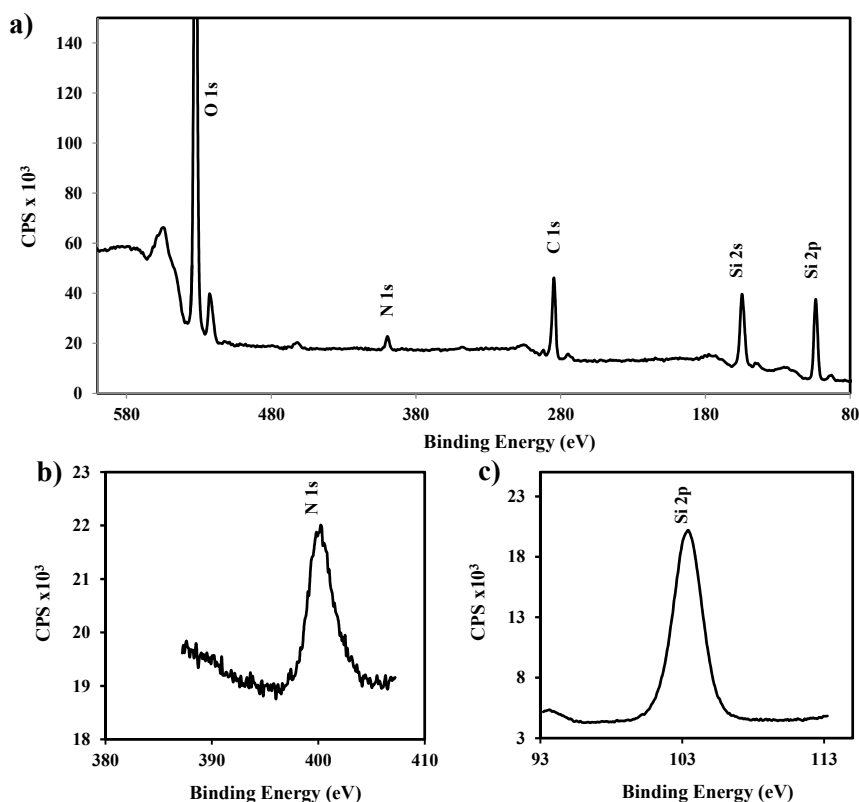 a)
140
120
100
80
60
40
20
0
CPS x 10³
O 1s
N 1s
C 1s
Si 2s
Si 2p
580 480 380 280 180 80
Binding Energy (eV)
b)
23
22
21
20
19
18
CPS x10³
N 1s
380 390 400 410
Binding Energy (eV)
c)
23
18
13
8
3
CPS x10³
Si 2p
93 103 113
Binding Energy (eV)